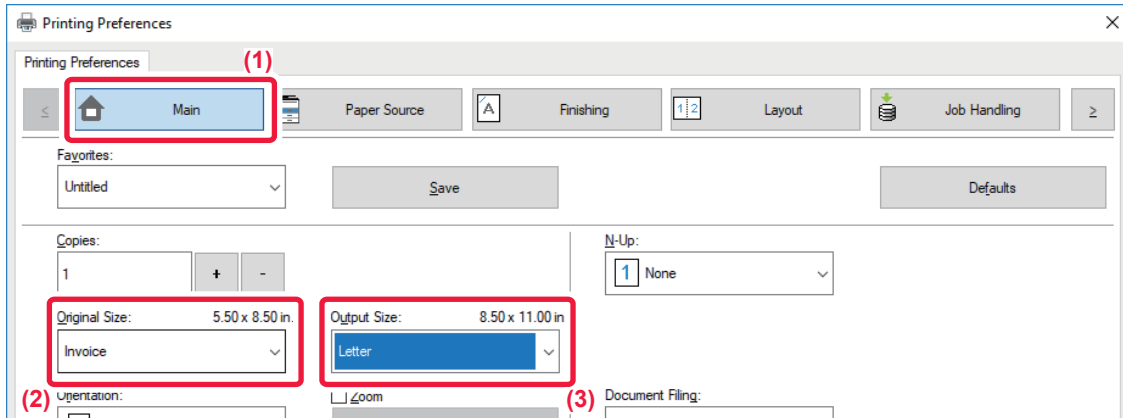 Printing Preferences
Printing Preferences
(1)
≤ Main Paper Source A Finishing 1 2 Layout Job Handling ≥
Favorites:
Untitled Save Defaults
Copies: N-Up:
1 + - 1 None
Original Size: 5.50 x 8.50 in. Output Size: 8.50 x 11.00 in
Invoice Letter
(2) Orientation: Zoom (3) Document Filing: